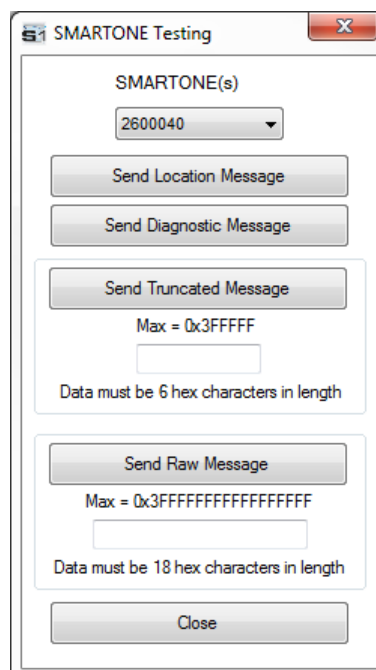 S1 SMARTONE Testing
SMARTONE(s)
2600040
Send Location Message
Send Diagnostic Message
Send Truncated Message
Max = 0x3FFFFF
Data must be 6 hex characters in length
Send Raw Message
Max = 0x3FFFFFFFFFFFFFFFFF
Data must be 18 hex characters in length
Close